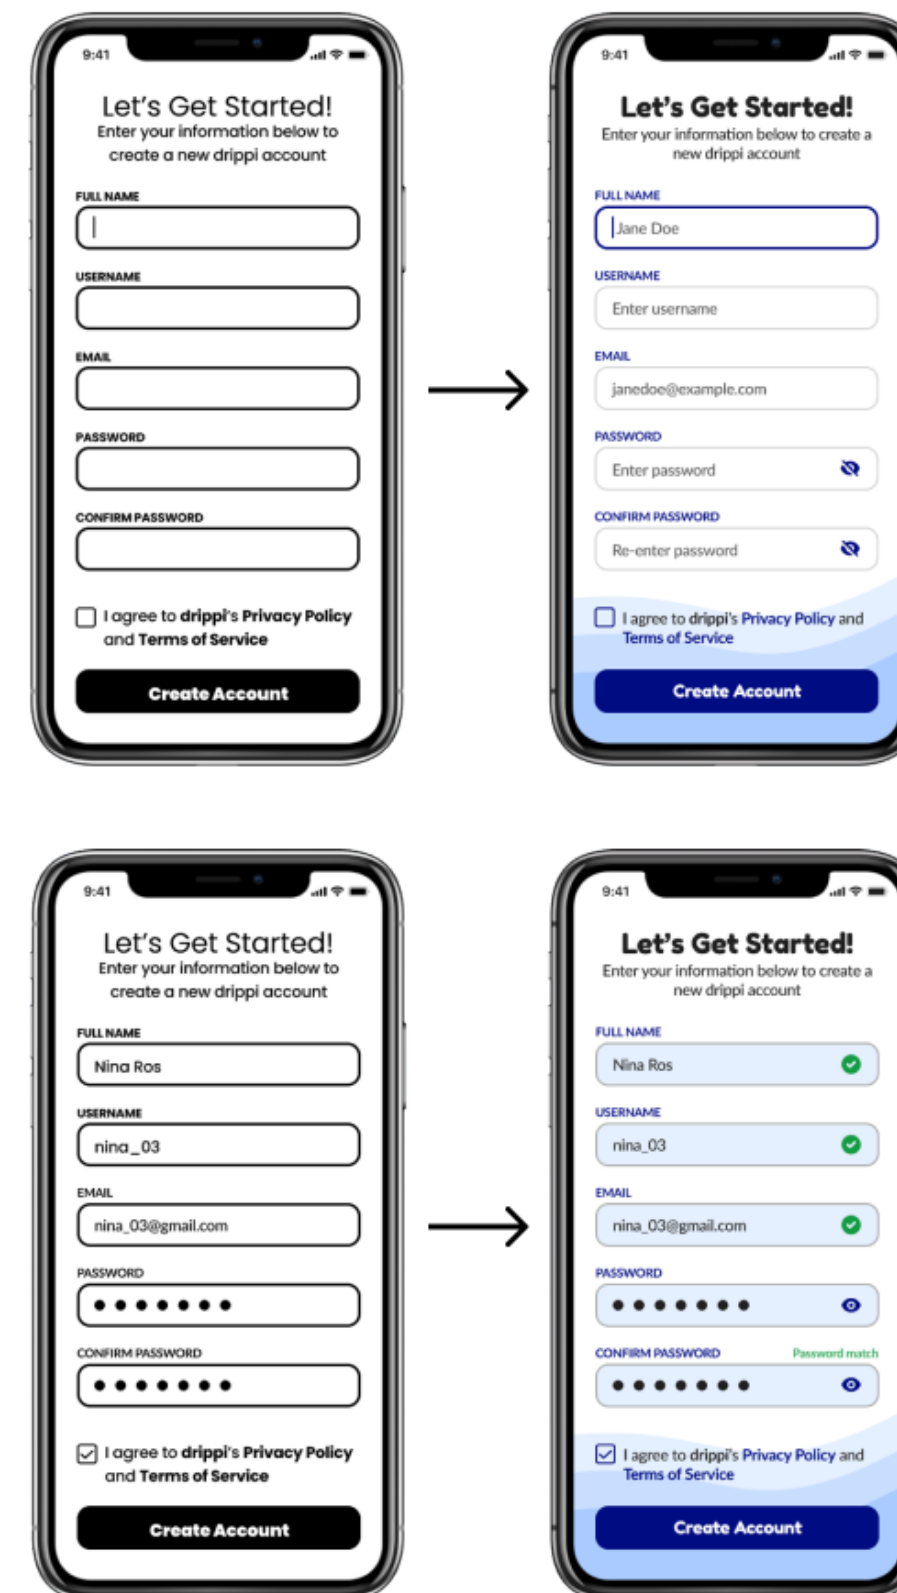 9:41
Let's Get Started!
Enter your information below to
create a new drippi account
FULL NAME
USERNAME
EMAIL
PASSWORD
CONFIRM PASSWORD
I agree to drippi's Privacy Policy
and Terms of Service
Create Account
9:41
Let's Get Started!
Enter your information below to create a
new drippi account
FULL NAME
Jane Doe
USERNAME
Enter username
EMAIL
janedoe@example.com
PASSWORD
Enter password
CONFIRM PASSWORD
Re-enter password
I agree to drippi's Privacy Policy and
Terms of Service
Create Account
9:41
Let's Get Started!
Enter your information below to
create a new drippi account
FULL NAME
Nina Ros
USERNAME
nina_03
EMAIL
nina_03@gmail.com
PASSWORD
CONFIRM PASSWORD
I agree to drippi's Privacy Policy
and Terms of Service
Create Account
9:41
Let's Get Started!
Enter your information below to create a
new drippi account
FULL NAME
Nina Ros
USERNAME
nina_03
EMAIL
nina_03@gmail.com
PASSWORD
CONFIRM PASSWORD Password match
I agree to drippi's Privacy Policy and
Terms of Service
Create Account